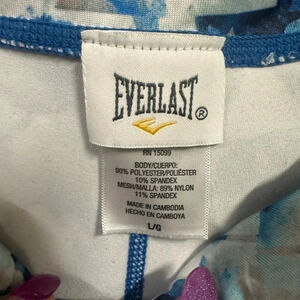 EVERLAST®
RN 15099
BODY/CUERPO:
90% POLYESTER/POLIÉSTER
10% SPANDEX
MESH/MALLA: 89% NYLON
11% SPANDEX
MADE IN CAMBODIA
HECHO EN CAMBOYA
L/G